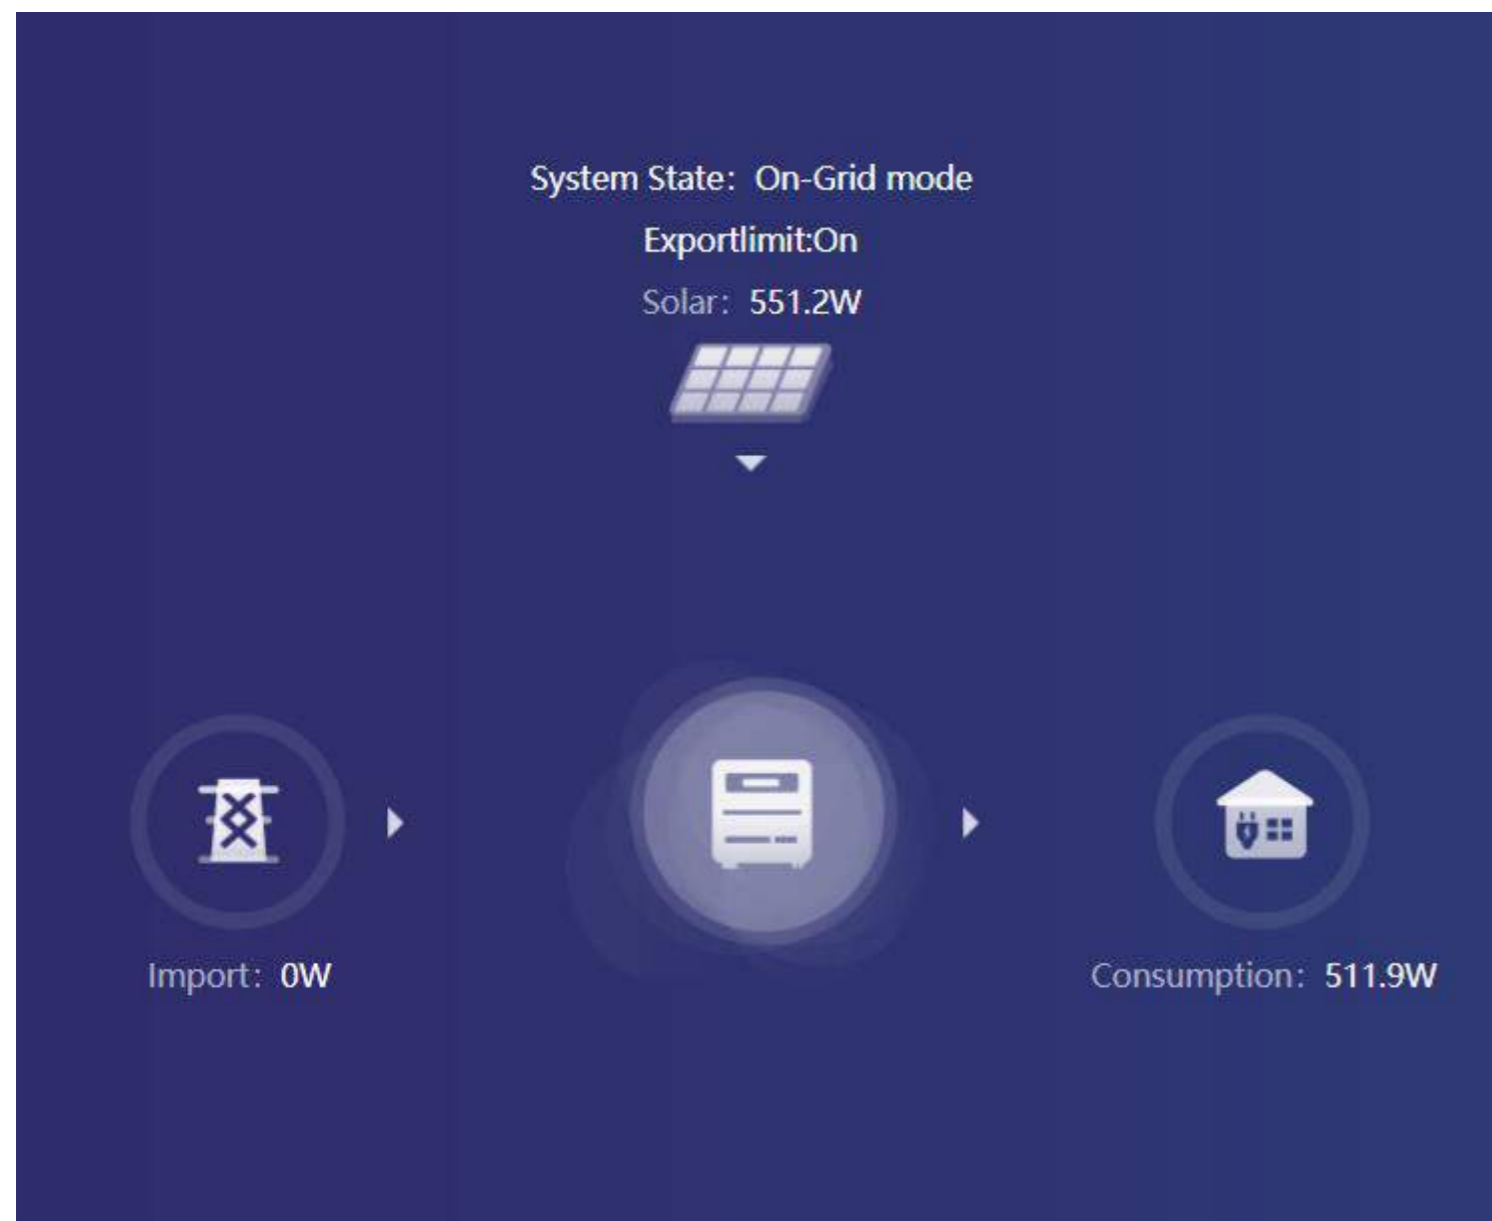 System State: On-Grid mode
Exportlimit:On
Solar: 551.2W
Import: 0W
Consumption: 511.9W